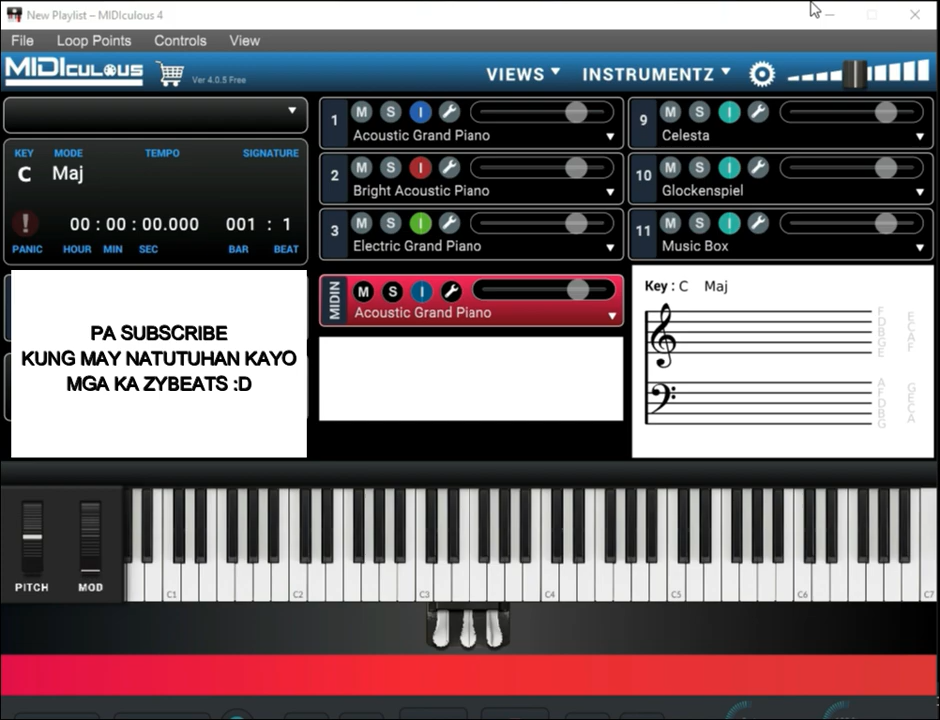 New Playlist – MIDIculous 4
File Loop Points Controls View
MIDIculous Ver 4.0.5 Free VIEWS INSTRUMENTZ
KEY MODE TEMPO SIGNATURE
C Maj
! 00 : 00 : 00.000 001 : 1
PANIC HOUR MIN SEC BAR BEAT
1 M S I
Acoustic Grand Piano
2 M S I
Bright Acoustic Piano
3 M S I
Electric Grand Piano
9 M S I
Celesta
10 M S I
Glockenspiel
11 M S I
Music Box
PA SUBSCRIBE
KUNG MAY NATUTUHAN KAYO
MGA KA ZYBEATS :D
MIDIN M S I
Acoustic Grand Piano
Key : C Maj
F
D
B
G
E
E
C
A
F
A
F
D
B
G
G
E
C
A
PITCH MOD
C1 C2 C3 C4 C5 C6 C7